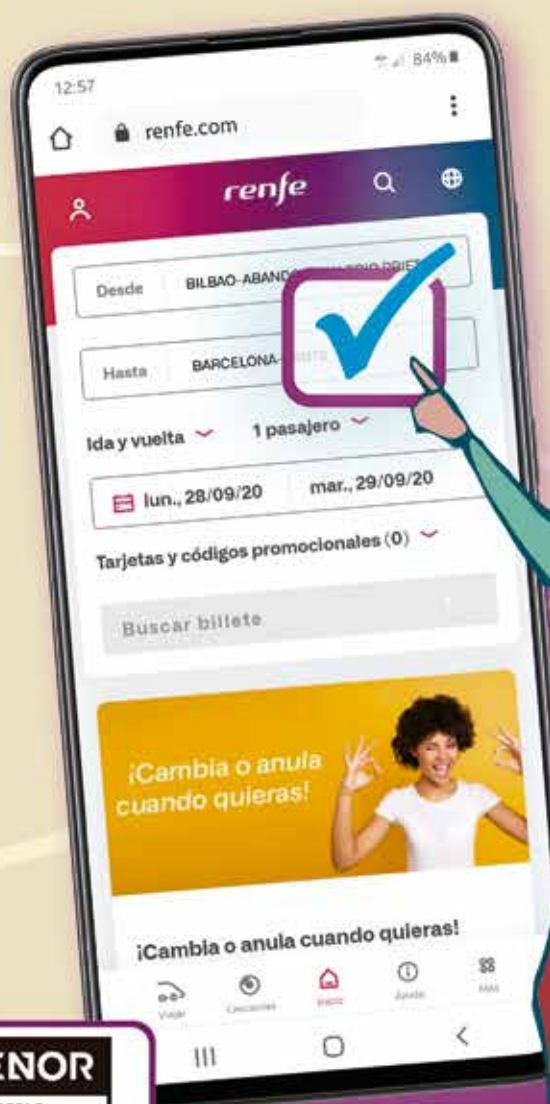 12:57
84%
renfe.com
renfe
Desde BILBAO-ABAND
Hasta BARCELONA-
Ida y vuelta 1 pasajero
lun., 28/09/20 mar., 29/09/20
Tarjetas y códigos promocionales (0)
Buscar billete
¡Cambia o anula
cuando quieras!
¡Cambia o anula cuando quieras!
Viajar Cercanías Inicio Ayuda Más
ENOR